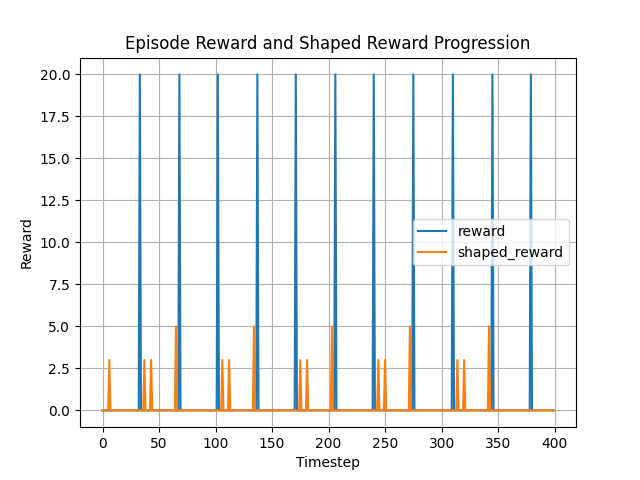 Episode Reward and Shaped Reward Progression
20.0
17.5
15.0
12.5
10.0
7.5
5.0
2.5
0.0
Reward
reward
shaped_reward
0 50 100 150 200 250 300 350 400
Timestep